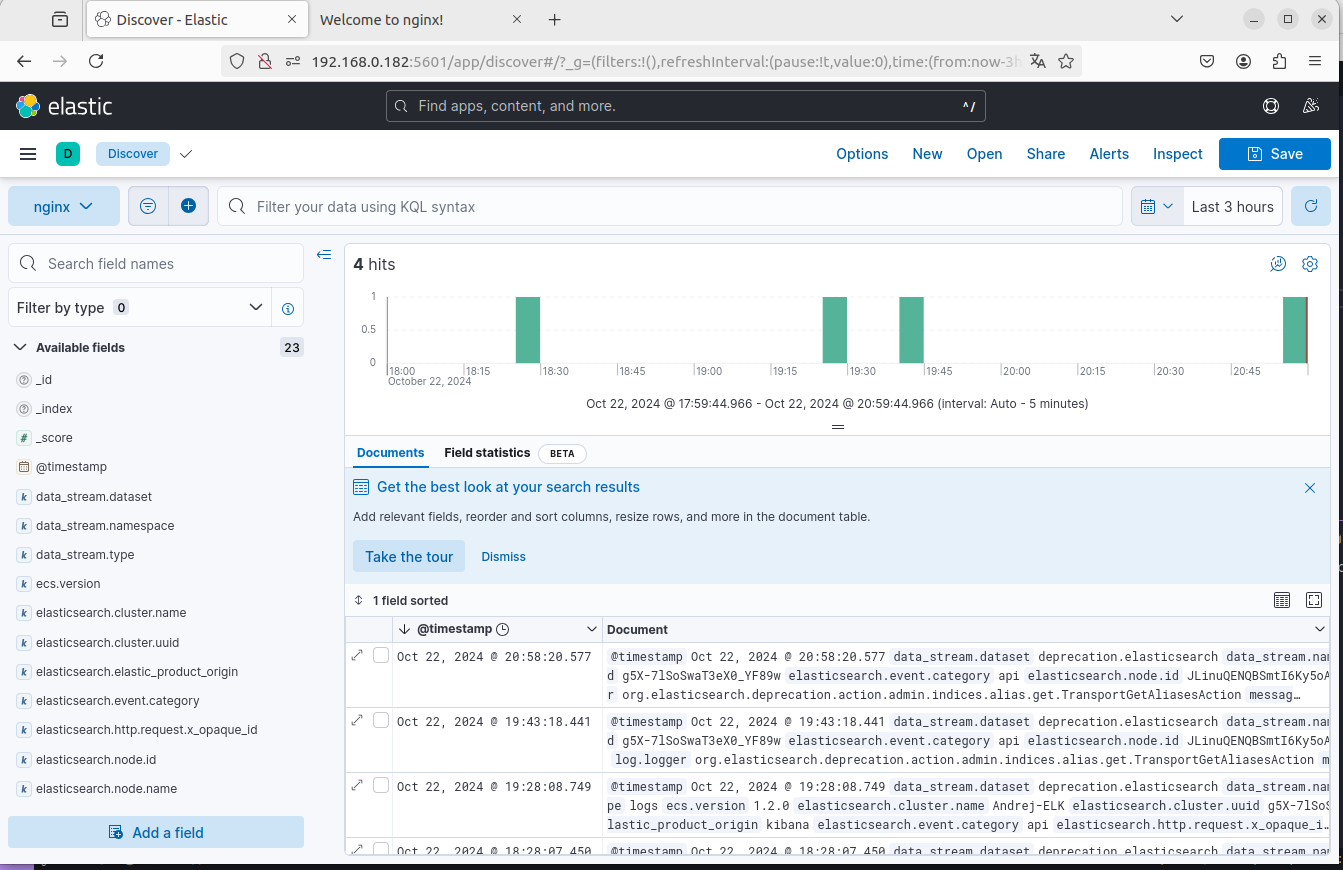 Discover - Elastic
Welcome to nginx!
192.168.0.182:5601/app/discover#/?_g=(filters:!(),refreshInterval:(pause:!t,value:0),time:(from:now-3h
elastic
Find apps, content, and more.
^/
D
Discover
Options
New
Open
Share
Alerts
Inspect
Save
nginx
Filter your data using KQL syntax
Last 3 hours
Search field names
Filter by type 0
Available fields
23
_id
_index
_score
@timestamp
data_stream.dataset
data_stream.namespace
data_stream.type
ecs.version
elasticsearch.cluster.name
elasticsearch.cluster.uuid
elasticsearch.elastic_product_origin
elasticsearch.event.category
elasticsearch.http.request.x_opaque_id
elasticsearch.node.id
elasticsearch.node.name
Add a field
4 hits
1
0.5
0
18:00 18:15 18:30 18:45 19:00 19:15 19:30 19:45 20:00 20:15 20:30 20:45
October 22, 2024
Oct 22, 2024 @ 17:59:44.966 - Oct 22, 2024 @ 20:59:44.966 (interval: Auto - 5 minutes)
Documents
Field statistics
BETA
Get the best look at your search results
Add relevant fields, reorder and sort columns, resize rows, and more in the document table.
Take the tour
Dismiss
1 field sorted
@timestamp
Document
Oct 22, 2024 @ 20:58:20.577
@timestamp Oct 22, 2024 @ 20:58:20.577 data_stream.dataset deprecation.elasticsearch data_stream.nam
d g5X-7lSoSwaT3eX0_YF89w elasticsearch.event.category api elasticsearch.node.id JLinuQENQBSmtI6Ky5oA
r org.elasticsearch.deprecation.action.admin.indices.alias.get.TransportGetAliasesAction messag…
Oct 22, 2024 @ 19:43:18.441
@timestamp Oct 22, 2024 @ 19:43:18.441 data_stream.dataset deprecation.elasticsearch data_stream.nam
d g5X-7lSoSwaT3eX0_YF89w elasticsearch.event.category api elasticsearch.node.id JLinuQENQBSmtI6Ky5oA
log.logger org.elasticsearch.deprecation.action.admin.indices.alias.get.TransportGetAliasesAction m
Oct 22, 2024 @ 19:28:08.749
@timestamp Oct 22, 2024 @ 19:28:08.749 data_stream.dataset deprecation.elasticsearch data_stream.nam
pe logs ecs.version 1.2.0 elasticsearch.cluster.name Andrej-ELK elasticsearch.cluster.uuid g5X-7lSoS
lastic_product_origin kibana elasticsearch.event.category api elasticsearch.http.request.x_opaque_i…
Oct 22, 2024 @ 18:28:07.450
@timestamp Oct 22, 2024 @ 18:28:07.450 data_stream.dataset deprecation.elasticsearch data_stream.nam